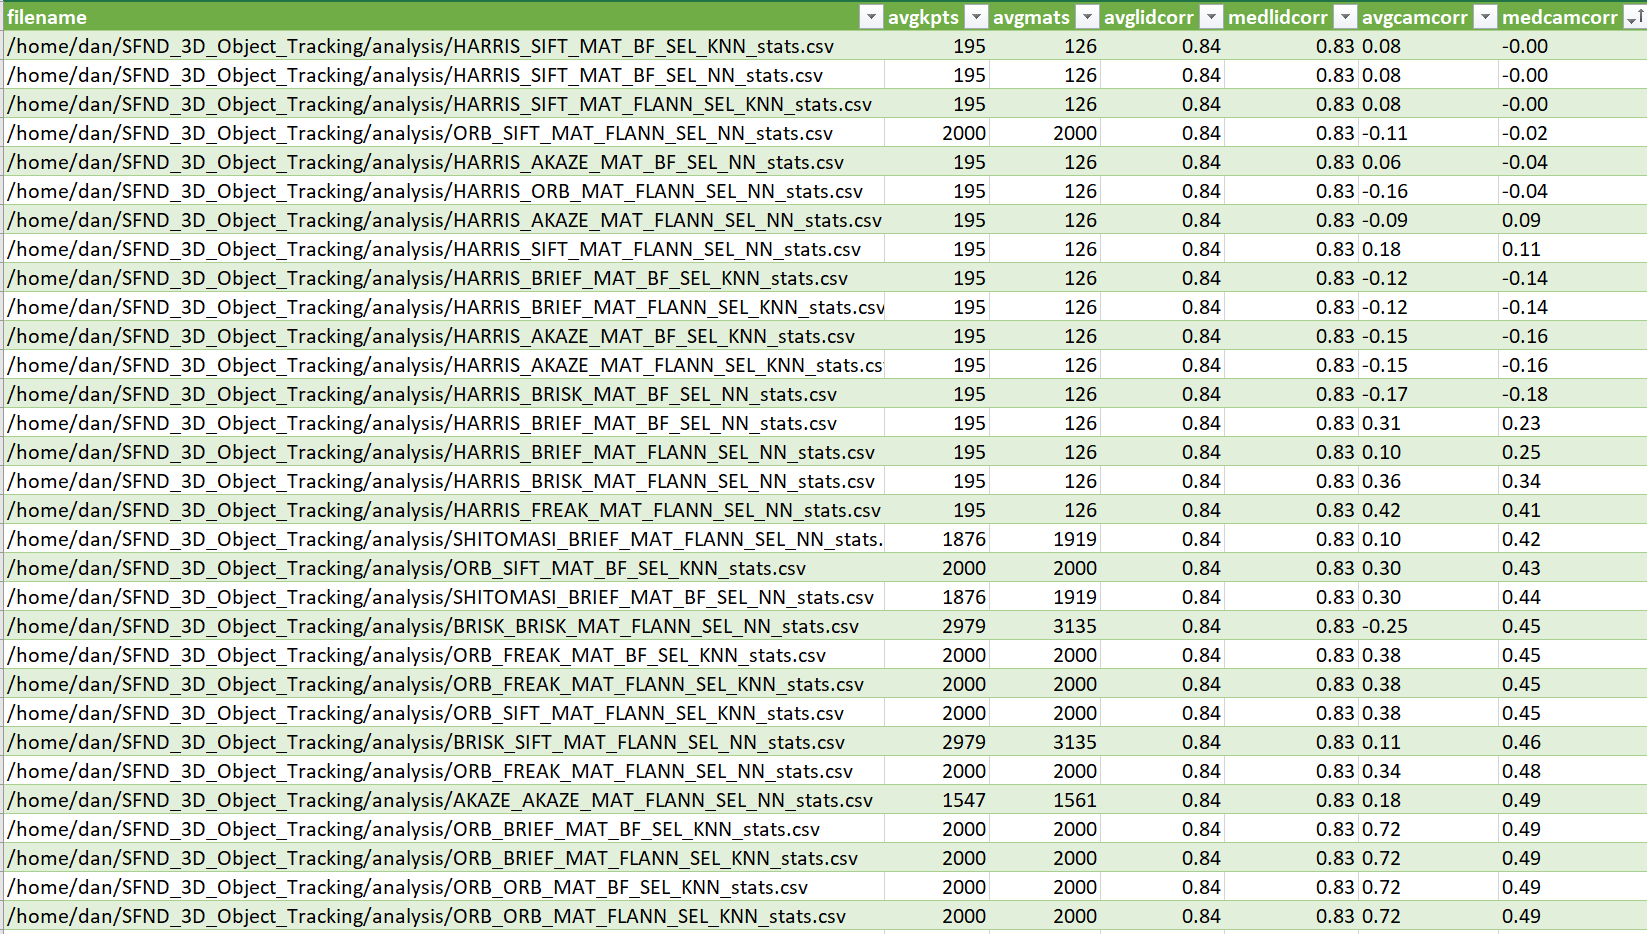 filename avgkpts avgmats avglidcorr medlidcorr avgcamcorr medcamcorr
/home/dan/SFND_3D_Object_Tracking/analysis/HARRIS_SIFT_MAT_BF_SEL_KNN_stats.csv 195 126 0.84 0.83 0.08 -0.00
/home/dan/SFND_3D_Object_Tracking/analysis/HARRIS_SIFT_MAT_BF_SEL_NN_stats.csv 195 126 0.84 0.83 0.08 -0.00
/home/dan/SFND_3D_Object_Tracking/analysis/HARRIS_SIFT_MAT_FLANN_SEL_KNN_stats.csv 195 126 0.84 0.83 0.08 -0.00
/home/dan/SFND_3D_Object_Tracking/analysis/ORB_SIFT_MAT_FLANN_SEL_NN_stats.csv 2000 2000 0.84 0.83 -0.11 -0.02
/home/dan/SFND_3D_Object_Tracking/analysis/HARRIS_AKAZE_MAT_BF_SEL_NN_stats.csv 195 126 0.84 0.83 0.06 -0.04
/home/dan/SFND_3D_Object_Tracking/analysis/HARRIS_ORB_MAT_FLANN_SEL_NN_stats.csv 195 126 0.84 0.83 -0.16 -0.04
/home/dan/SFND_3D_Object_Tracking/analysis/HARRIS_AKAZE_MAT_FLANN_SEL_NN_stats.csv 195 126 0.84 0.83 -0.09 0.09
/home/dan/SFND_3D_Object_Tracking/analysis/HARRIS_SIFT_MAT_FLANN_SEL_NN_stats.csv 195 126 0.84 0.83 0.18 0.11
/home/dan/SFND_3D_Object_Tracking/analysis/HARRIS_BRIEF_MAT_BF_SEL_KNN_stats.csv 195 126 0.84 0.83 -0.12 -0.14
/home/dan/SFND_3D_Object_Tracking/analysis/HARRIS_BRIEF_MAT_FLANN_SEL_KNN_stats.csv 195 126 0.84 0.83 -0.12 -0.14
/home/dan/SFND_3D_Object_Tracking/analysis/HARRIS_AKAZE_MAT_BF_SEL_KNN_stats.csv 195 126 0.84 0.83 -0.15 -0.16
/home/dan/SFND_3D_Object_Tracking/analysis/HARRIS_AKAZE_MAT_FLANN_SEL_KNN_stats.cs 195 126 0.84 0.83 -0.15 -0.16
/home/dan/SFND_3D_Object_Tracking/analysis/HARRIS_BRISK_MAT_BF_SEL_NN_stats.csv 195 126 0.84 0.83 -0.17 -0.18
/home/dan/SFND_3D_Object_Tracking/analysis/HARRIS_BRIEF_MAT_BF_SEL_NN_stats.csv 195 126 0.84 0.83 0.31 0.23
/home/dan/SFND_3D_Object_Tracking/analysis/HARRIS_BRIEF_MAT_FLANN_SEL_NN_stats.csv 195 126 0.84 0.83 0.10 0.25
/home/dan/SFND_3D_Object_Tracking/analysis/HARRIS_BRISK_MAT_FLANN_SEL_NN_stats.csv 195 126 0.84 0.83 0.36 0.34
/home/dan/SFND_3D_Object_Tracking/analysis/HARRIS_FREAK_MAT_FLANN_SEL_NN_stats.csv 195 126 0.84 0.83 0.42 0.41
/home/dan/SFND_3D_Object_Tracking/analysis/SHITOMASI_BRIEF_MAT_FLANN_SEL_NN_stats. 1876 1919 0.84 0.83 0.10 0.42
/home/dan/SFND_3D_Object_Tracking/analysis/ORB_SIFT_MAT_BF_SEL_KNN_stats.csv 2000 2000 0.84 0.83 0.30 0.43
/home/dan/SFND_3D_Object_Tracking/analysis/SHITOMASI_BRIEF_MAT_BF_SEL_NN_stats.csv 1876 1919 0.84 0.83 0.30 0.44
/home/dan/SFND_3D_Object_Tracking/analysis/BRISK_BRISK_MAT_FLANN_SEL_NN_stats.csv 2979 3135 0.84 0.83 -0.25 0.45
/home/dan/SFND_3D_Object_Tracking/analysis/ORB_FREAK_MAT_BF_SEL_KNN_stats.csv 2000 2000 0.84 0.83 0.38 0.45
/home/dan/SFND_3D_Object_Tracking/analysis/ORB_FREAK_MAT_FLANN_SEL_KNN_stats.csv 2000 2000 0.84 0.83 0.38 0.45
/home/dan/SFND_3D_Object_Tracking/analysis/ORB_SIFT_MAT_FLANN_SEL_KNN_stats.csv 2000 2000 0.84 0.83 0.38 0.45
/home/dan/SFND_3D_Object_Tracking/analysis/BRISK_SIFT_MAT_FLANN_SEL_NN_stats.csv 2979 3135 0.84 0.83 0.11 0.46
/home/dan/SFND_3D_Object_Tracking/analysis/ORB_FREAK_MAT_FLANN_SEL_NN_stats.csv 2000 2000 0.84 0.83 0.34 0.48
/home/dan/SFND_3D_Object_Tracking/analysis/AKAZE_AKAZE_MAT_FLANN_SEL_NN_stats.csv 1547 1561 0.84 0.83 0.18 0.49
/home/dan/SFND_3D_Object_Tracking/analysis/ORB_BRIEF_MAT_BF_SEL_KNN_stats.csv 2000 2000 0.84 0.83 0.72 0.49
/home/dan/SFND_3D_Object_Tracking/analysis/ORB_BRIEF_MAT_FLANN_SEL_KNN_stats.csv 2000 2000 0.84 0.83 0.72 0.49
/home/dan/SFND_3D_Object_Tracking/analysis/ORB_ORB_MAT_BF_SEL_KNN_stats.csv 2000 2000 0.84 0.83 0.72 0.49
/home/dan/SFND_3D_Object_Tracking/analysis/ORB_ORB_MAT_FLANN_SEL_KNN_stats.csv 2000 2000 0.84 0.83 0.72 0.49